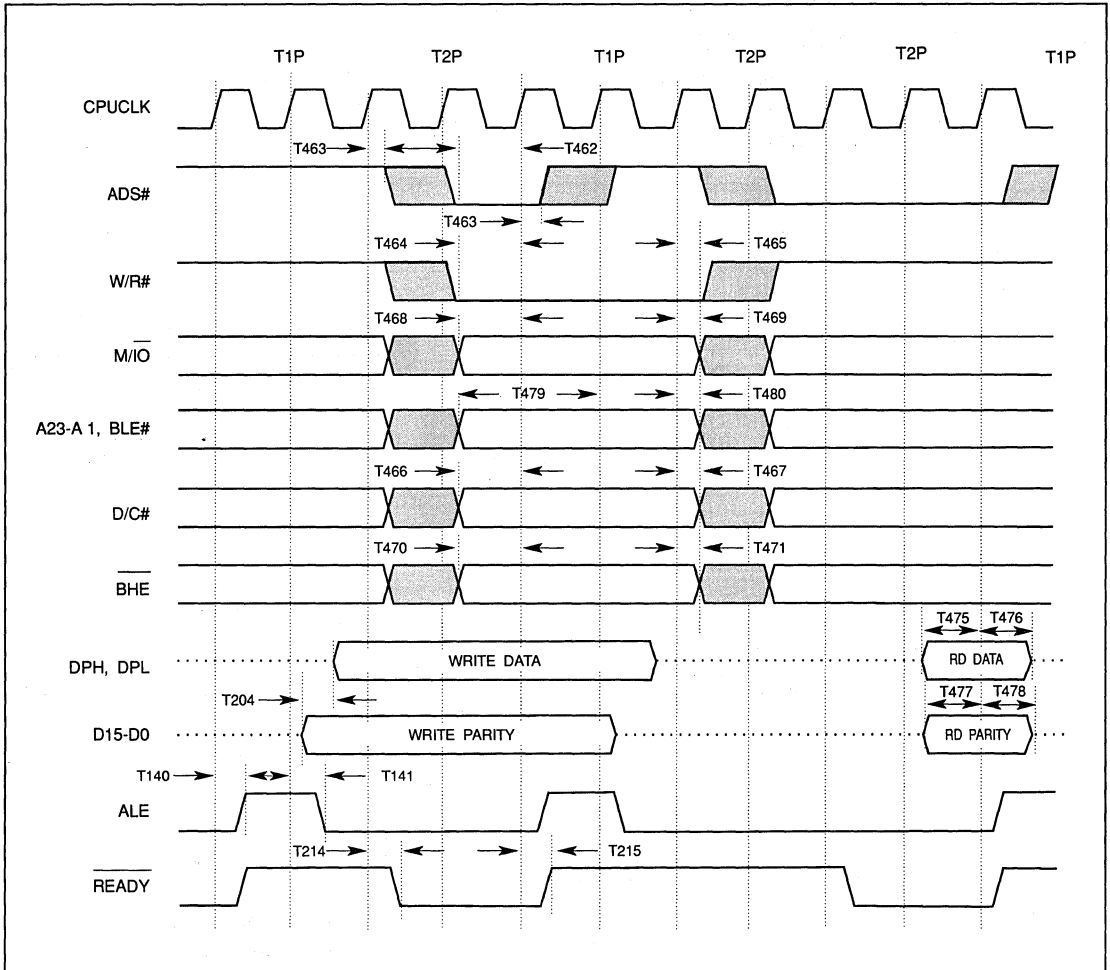 T1P T2P T1P T2P T2P T1P
CPUCLK
T463 T462
ADS#
T463
T464 T465
W/R#
T468 T469
M/IO
T479 T480
A23-A 1, BLE#
T466 T467
D/C#
T470 T471
BHE
T475 T476
DPH, DPL WRITE DATA RD DATA
T204 T477 T478
D15-D0 WRITE PARITY RD PARITY
T140 T141
ALE
T214 T215
READY